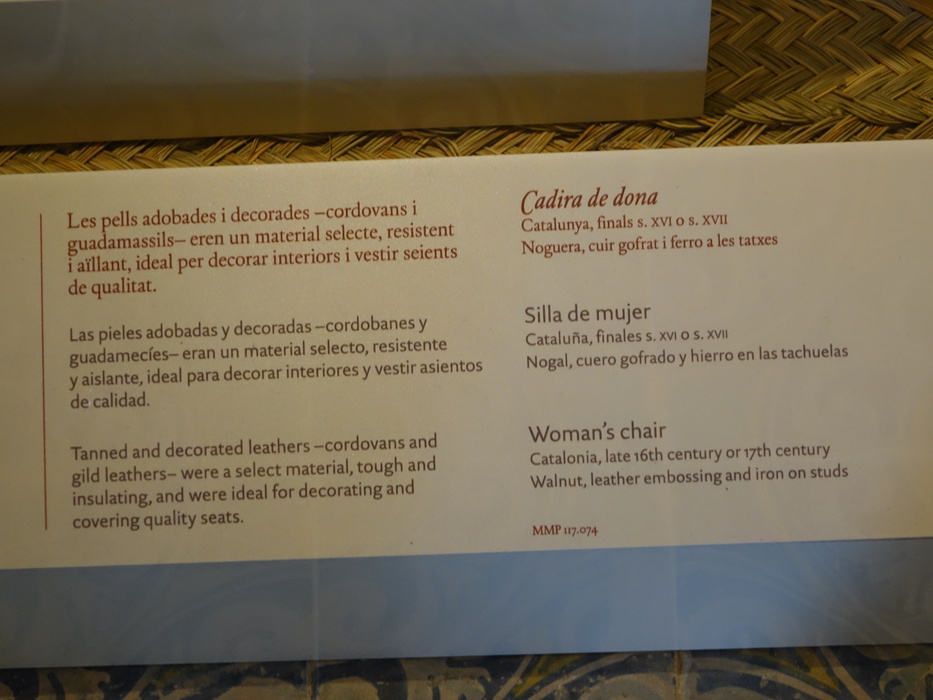 Les pells adobades i decorades –cordovans i
guadamassils– eren un material selecte, resistent
i aïllant, ideal per decorar interiors i vestir seients
de qualitat.
Las pieles adobadas y decoradas –cordobanes y
guadamecíes– eran un material selecto, resistente
y aislante, ideal para decorar interiores y vestir asientos
de calidad.
Tanned and decorated leathers –cordovans and
gild leathers– were a select material, tough and
insulating, and were ideal for decorating and
covering quality seats.
Cadira de dona
Catalunya, finals s. XVI o s. XVII
Noguera, cuir gofrat i ferro a les tatxes
Silla de mujer
Cataluña, finales s. XVI o s. XVII
Nogal, cuero gofrado y hierro en las tachuelas
Woman's chair
Catalonia, late 16th century or 17th century
Walnut, leather embossing and iron on studs
MMP 117.074